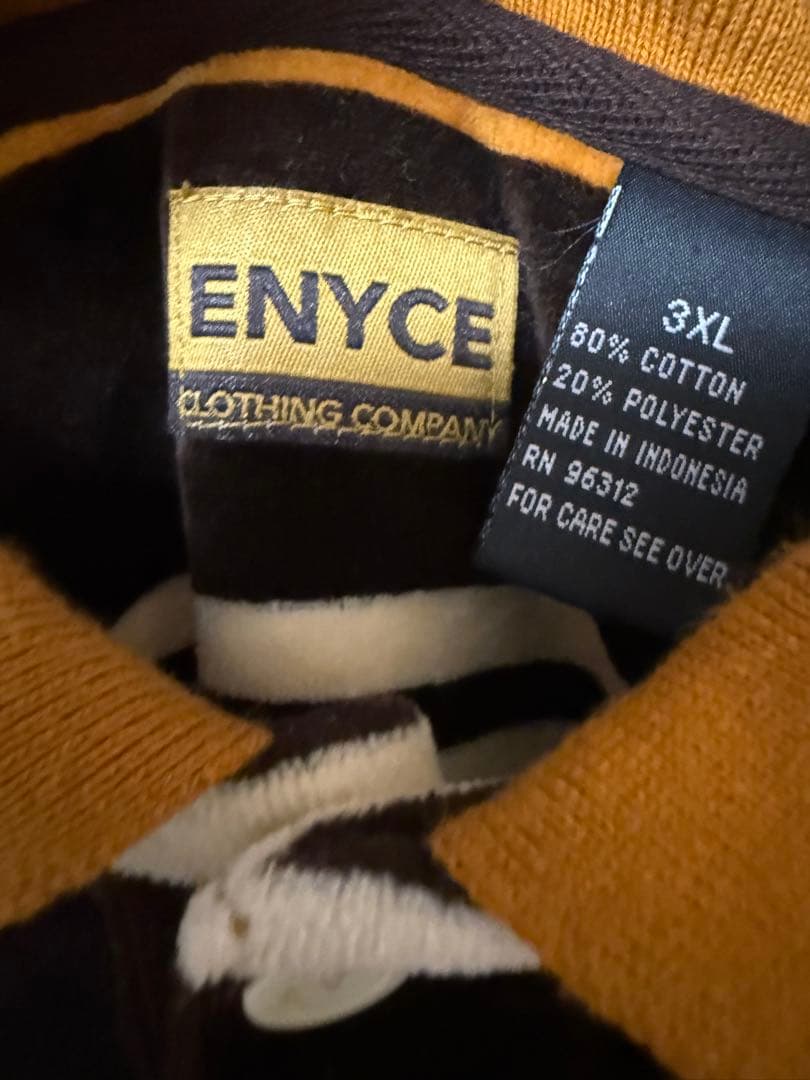 ENYCE
CLOTHING COMPANY
3XL
80% COTTON
20% POLYESTER
MADE IN INDONESIA
RN 96312
FOR CARE SEE OVER